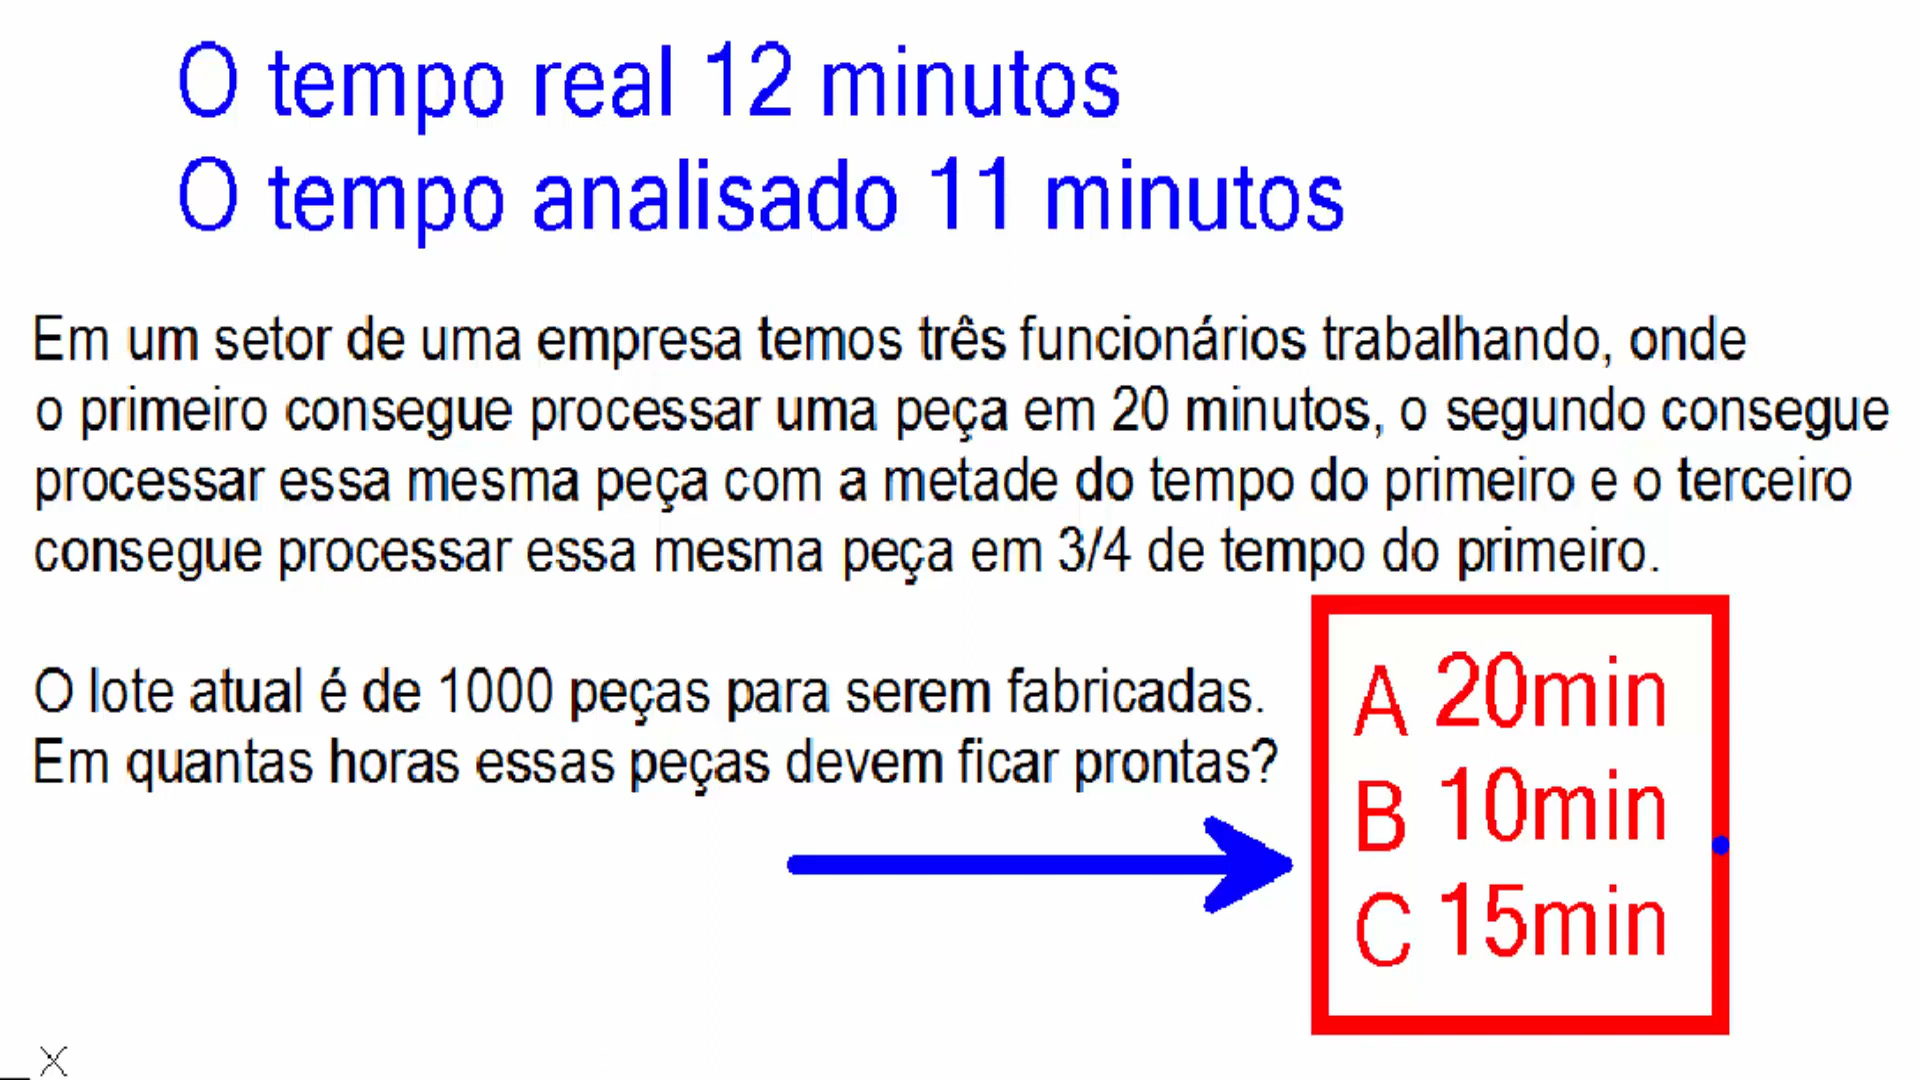 O tempo real 12 minutos
O tempo analisado 11 minutos
Em um setor de uma empresa temos três funcionários trabalhando, onde
o primeiro consegue processar uma peça em 20 minutos, o segundo consegue
processar essa mesma peça com a metade do tempo do primeiro e o terceiro
consegue processar essa mesma peça em 3/4 de tempo do primeiro.
O lote atual é de 1000 peças para serem fabricadas.
Em quantas horas essas peças devem ficar prontas?
A 20min
B 10min
C 15min
X